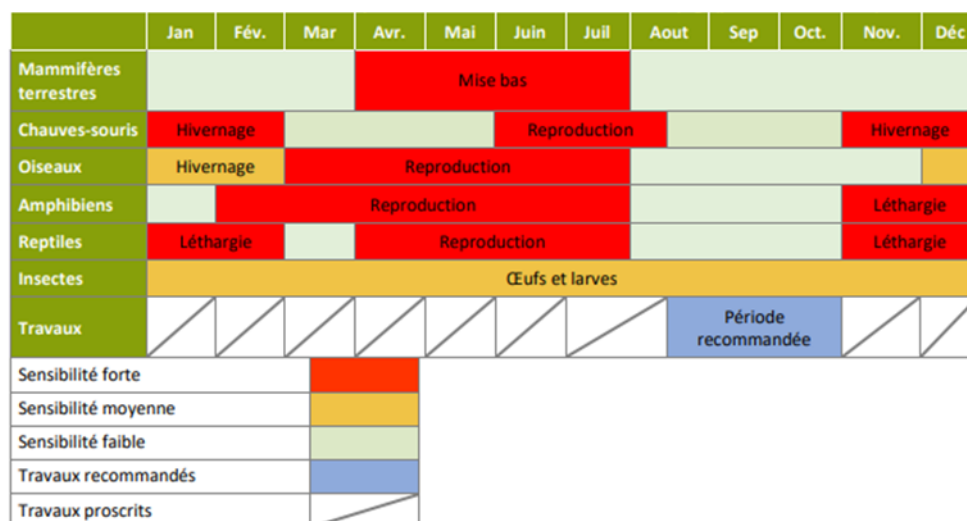 Jan Fév. Mar Avr. Mai Juin Juil Aout Sep Oct. Nov. Déc
Mammifères
terrestres
Mise bas
Chauves-souris Hivernage Reproduction Hivernage
Oiseaux Hivernage Reproduction
Amphibiens Reproduction Léthargie
Reptiles Léthargie Reproduction Léthargie
Insectes Œufs et larves
Travaux
Période
recommandée
Sensibilité forte
Sensibilité moyenne
Sensibilité faible
Travaux recommandés
Travaux proscrits